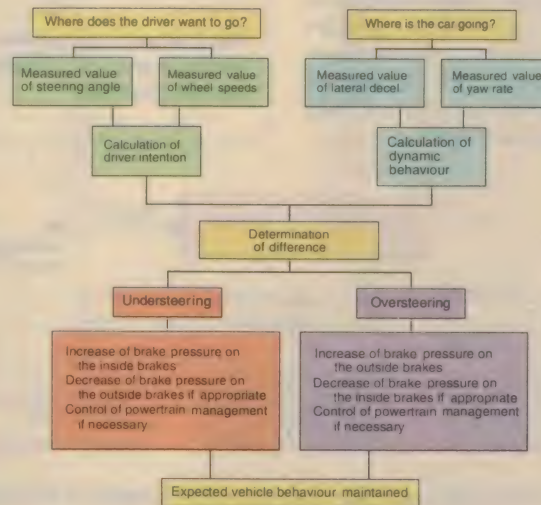 Where does the driver want to go?
Where is the car going?
Measured value
of steering angle
Measured value
of wheel speeds
Measured value of
lateral decel
Measured value
of yaw rate
Calculation of
driver intention
Calculation of
dynamic
behaviour
Determination
of difference
Understeering
Oversteering
Increase of brake pressure on
the inside brakes
Decrease of brake pressure on
the outside brakes if appropriate
Control of powertrain management
if necessary
Increase of brake pressure on
the outside brakes
Decrease of brake pressure on
the inside brakes if appropriate
Control of powertrain management
if necessary
Expected vehicle behaviour maintained